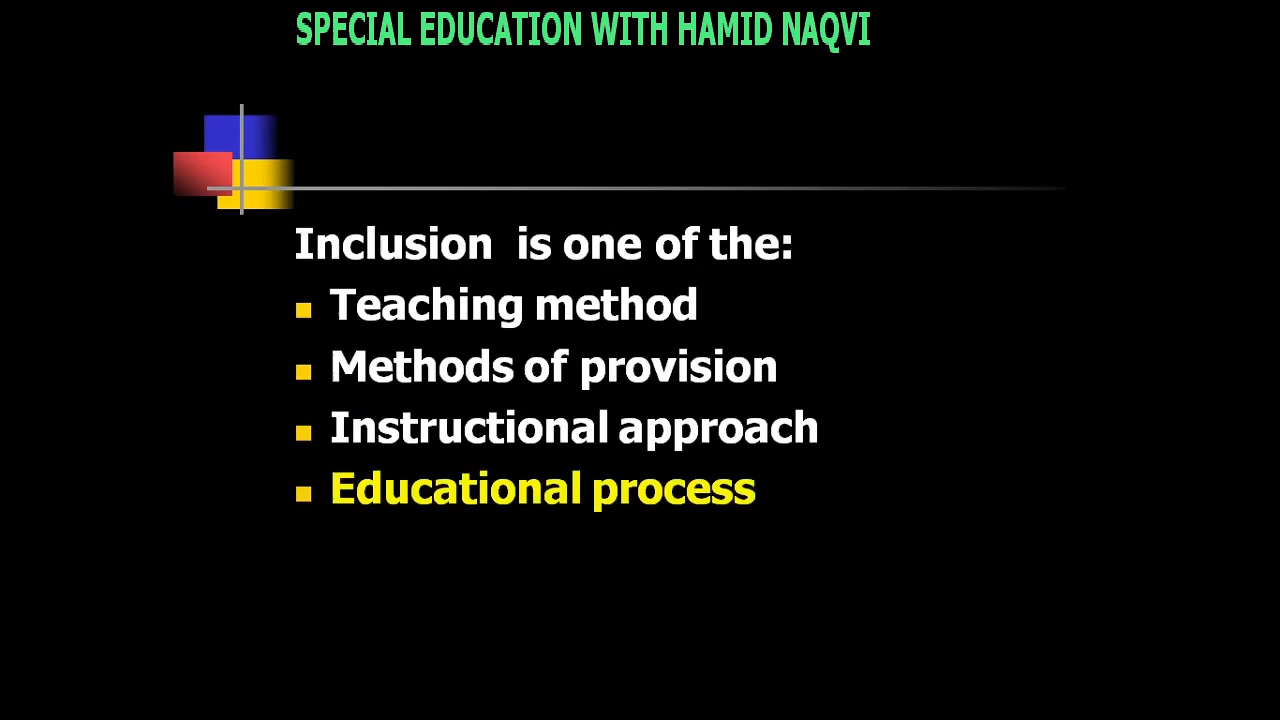 SPECIAL EDUCATION WITH HAMID NAQVI
Inclusion  is one of the:
Teaching method
Methods of provision
Instructional approach
Educational process